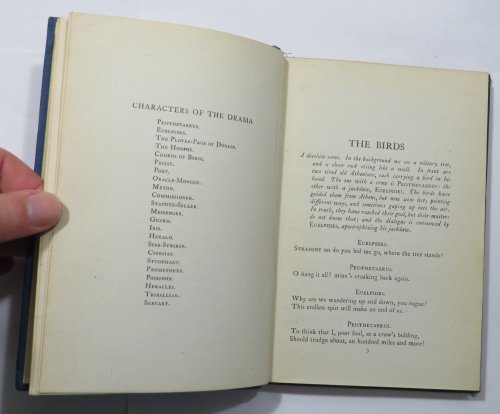 CHARACTERS OF THE DRAMA
PEISTHETAERUS.
EUELPIDES.
THE PLOVER-PAGE OF DUNLIN.
THE HOOPOE.
CHORUS OF BIRDS.
PRIEST.
POET.
ORACLE-MONGER.
METON.
COMMISSIONER.
STATUTE-SELLER.
MESSENGER.
GUARD.
IRIS.
HERALD.
SIRE-STRIKER.
CINESIAS.
SYCOPHANT.
PROMETHEUS.
POSEIDON.
HERACLES.
TRIBALLIAN.
SERVANT.
THE BIRDS
A desolate scene. In the background we see a solitary tree,
and a sheer rock rising like a wall. In front are
two tired old Athenians, each carrying a bird in his
hand. The one with a crow is PEISTHETAERUS: the
other with a jackdaw, EUELPIDES. The birds have
guided them from Athens, but now seem lost; pointing
different ways, and sometimes gaping up into the air.
In truth, they have reached their goal, but their masters
do not know that; and the dialogue is commenced by
EUELPIDES, apostrophising his jackdaw.
EUELPIDES.
STRAIGHT on do you bid me go, where the tree stands?
PEISTHETAERUS.
O hang it all! mine's croaking back again.
EUELPIDES.
Why are we wandering up and down, you rogue?
This endless spin will make an end of us.
PEISTHETAERUS.
To think that I, poor fool, at a crow's bidding,
Should trudge about, an hundred miles and more!
3